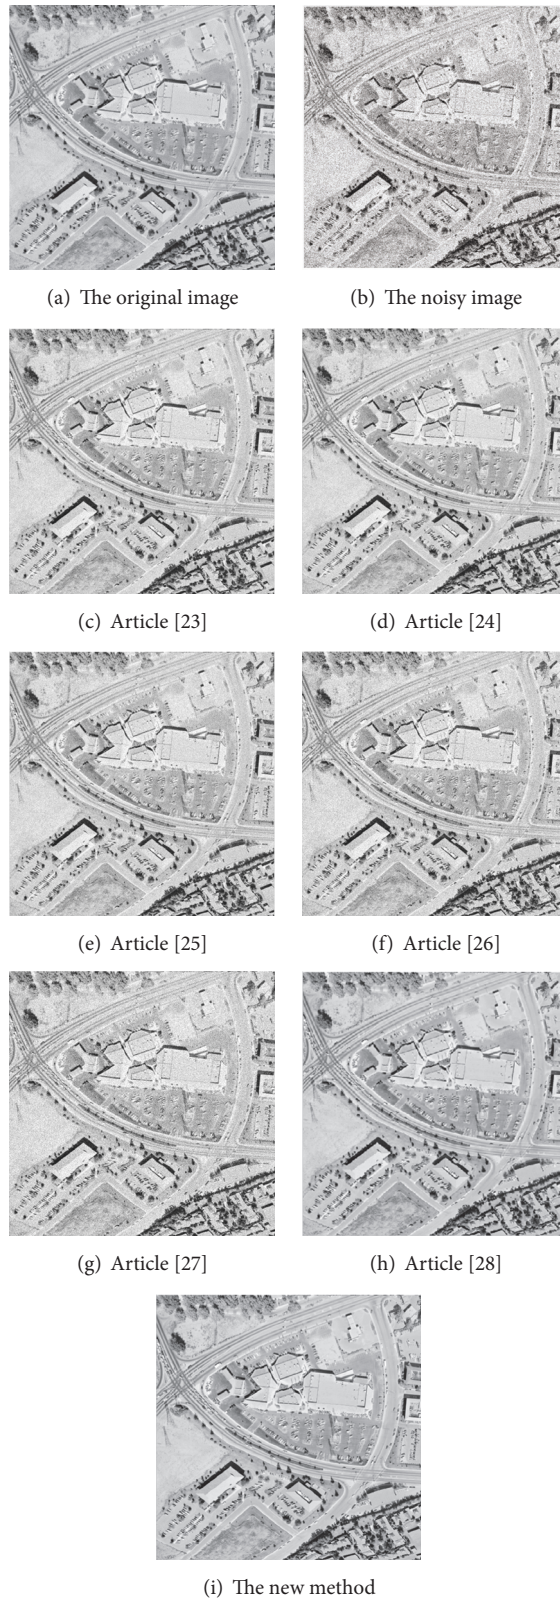 (a) The original image
(b) The noisy image
(c) Article [23]
(d) Article [24]
(e) Article [25]
(f) Article [26]
(g) Article [27]
(h) Article [28]
(i) The new method